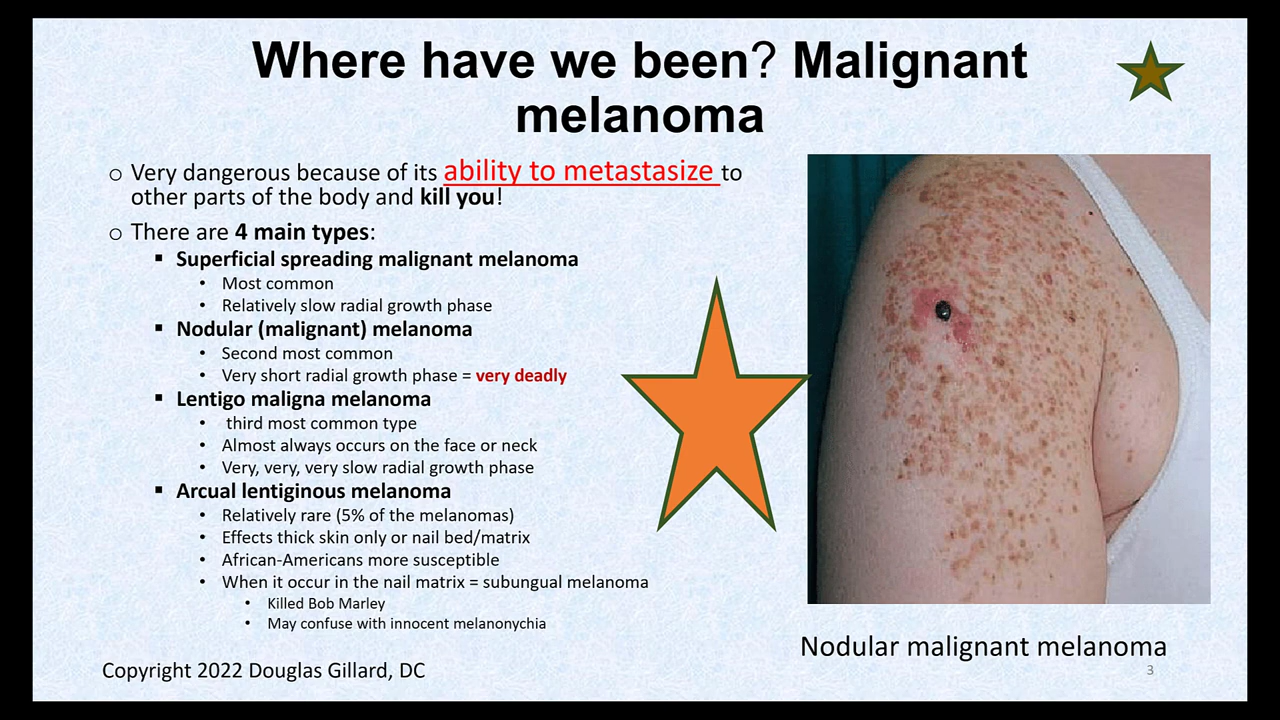 Where have we been? Malignant
melanoma
o Very dangerous because of its ability to metastasize to
other parts of the body and kill you!
o There are 4 main types:
▪ Superficial spreading malignant melanoma
• Most common
• Relatively slow radial growth phase
▪ Nodular (malignant) melanoma
• Second most common
• Very short radial growth phase = very deadly
▪ Lentigo maligna melanoma
• third most common type
• Almost always occurs on the face or neck
• Very, very, very slow radial growth phase
▪ Arcual lentiginous melanoma
• Relatively rare (5% of the melanomas)
• Effects thick skin only or nail bed/matrix
• African-Americans more susceptible
• When it occur in the nail matrix = subungual melanoma
• Killed Bob Marley
• May confuse with innocent melanonychia
Nodular malignant melanoma
Copyright 2022 Douglas Gillard, DC
3